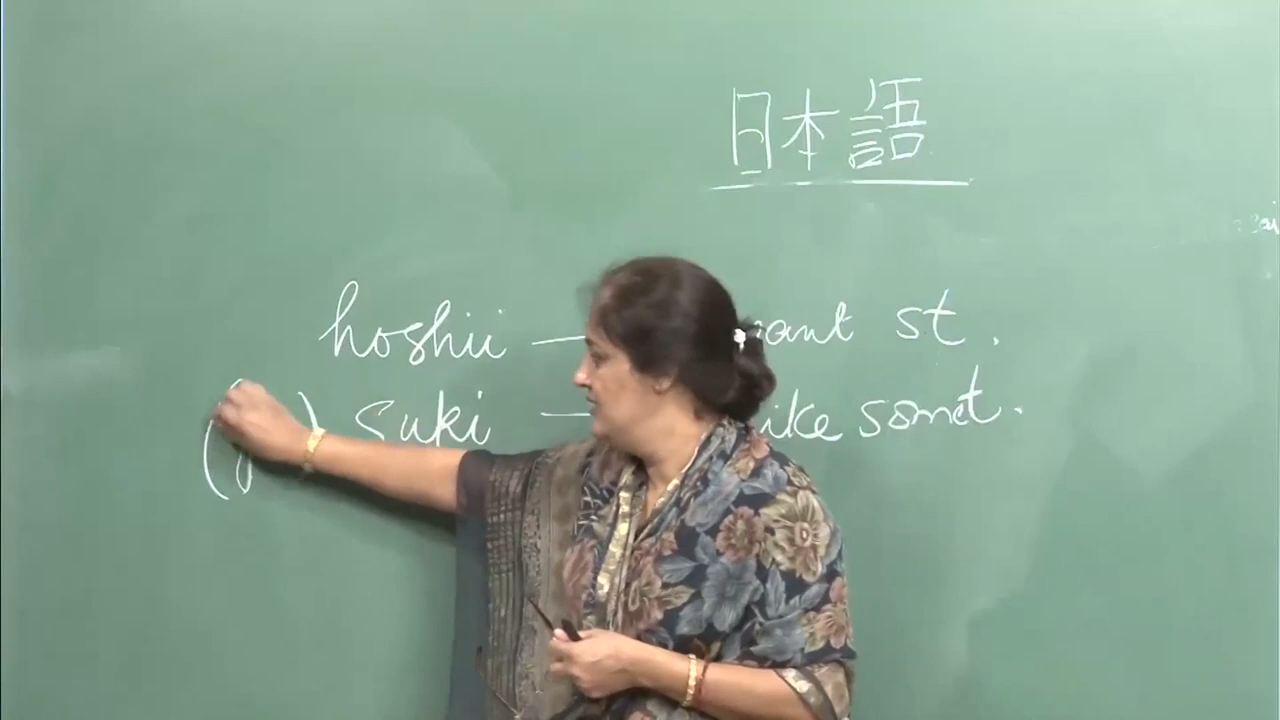 日本語
hoshii — want st.
( ) suki — like somet.